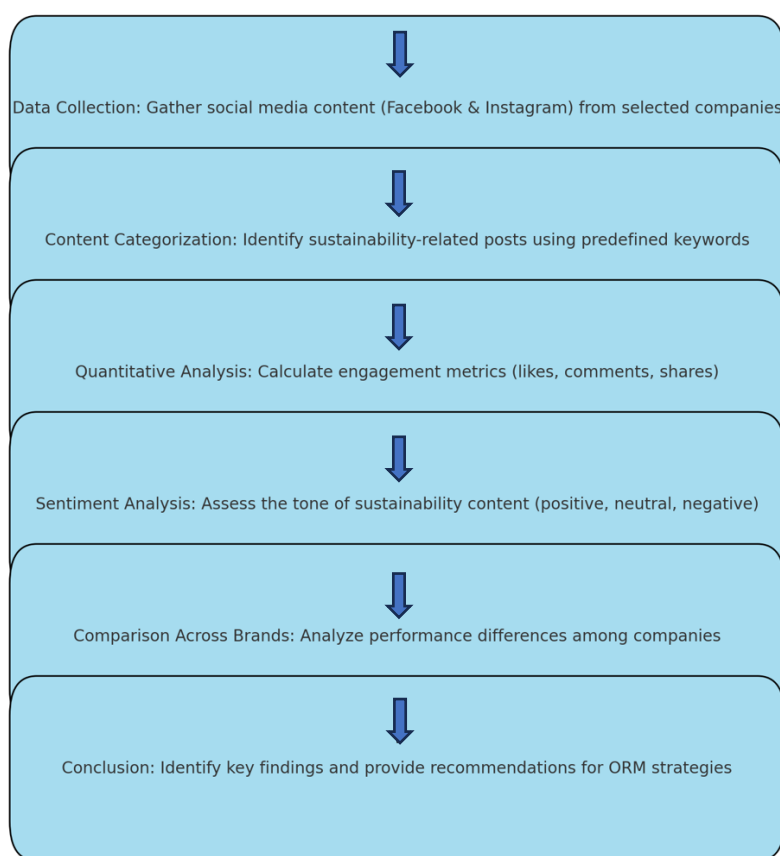 Data Collection: Gather social media content (Facebook & Instagram) from selected companies
Content Categorization: Identify sustainability-related posts using predefined keywords
Quantitative Analysis: Calculate engagement metrics (likes, comments, shares)
Sentiment Analysis: Assess the tone of sustainability content (positive, neutral, negative)
Comparison Across Brands: Analyze performance differences among companies
Conclusion: Identify key findings and provide recommendations for ORM strategies